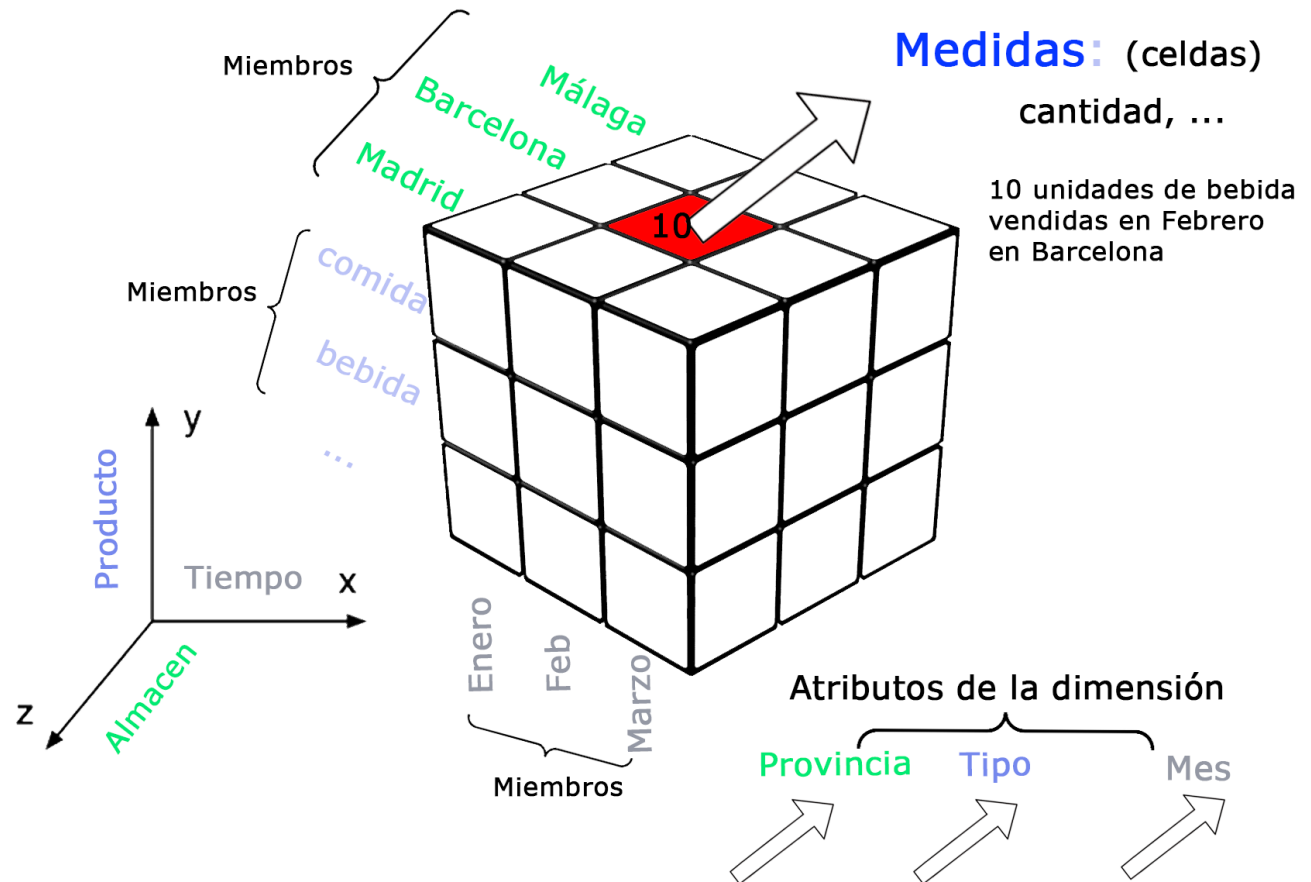 Medidas: (celdas)
cantidad, ...
10 unidades de bebida
vendidas en Febrero
en Barcelona
Miembros
Málaga
Barcelona
Madrid
10
Miembros
comida
bebida
...
y
Producto
Tiempo
x
z
Almacen
Enero
Feb
Marzo
Miembros
Atributos de la dimensión
Provincia Tipo Mes